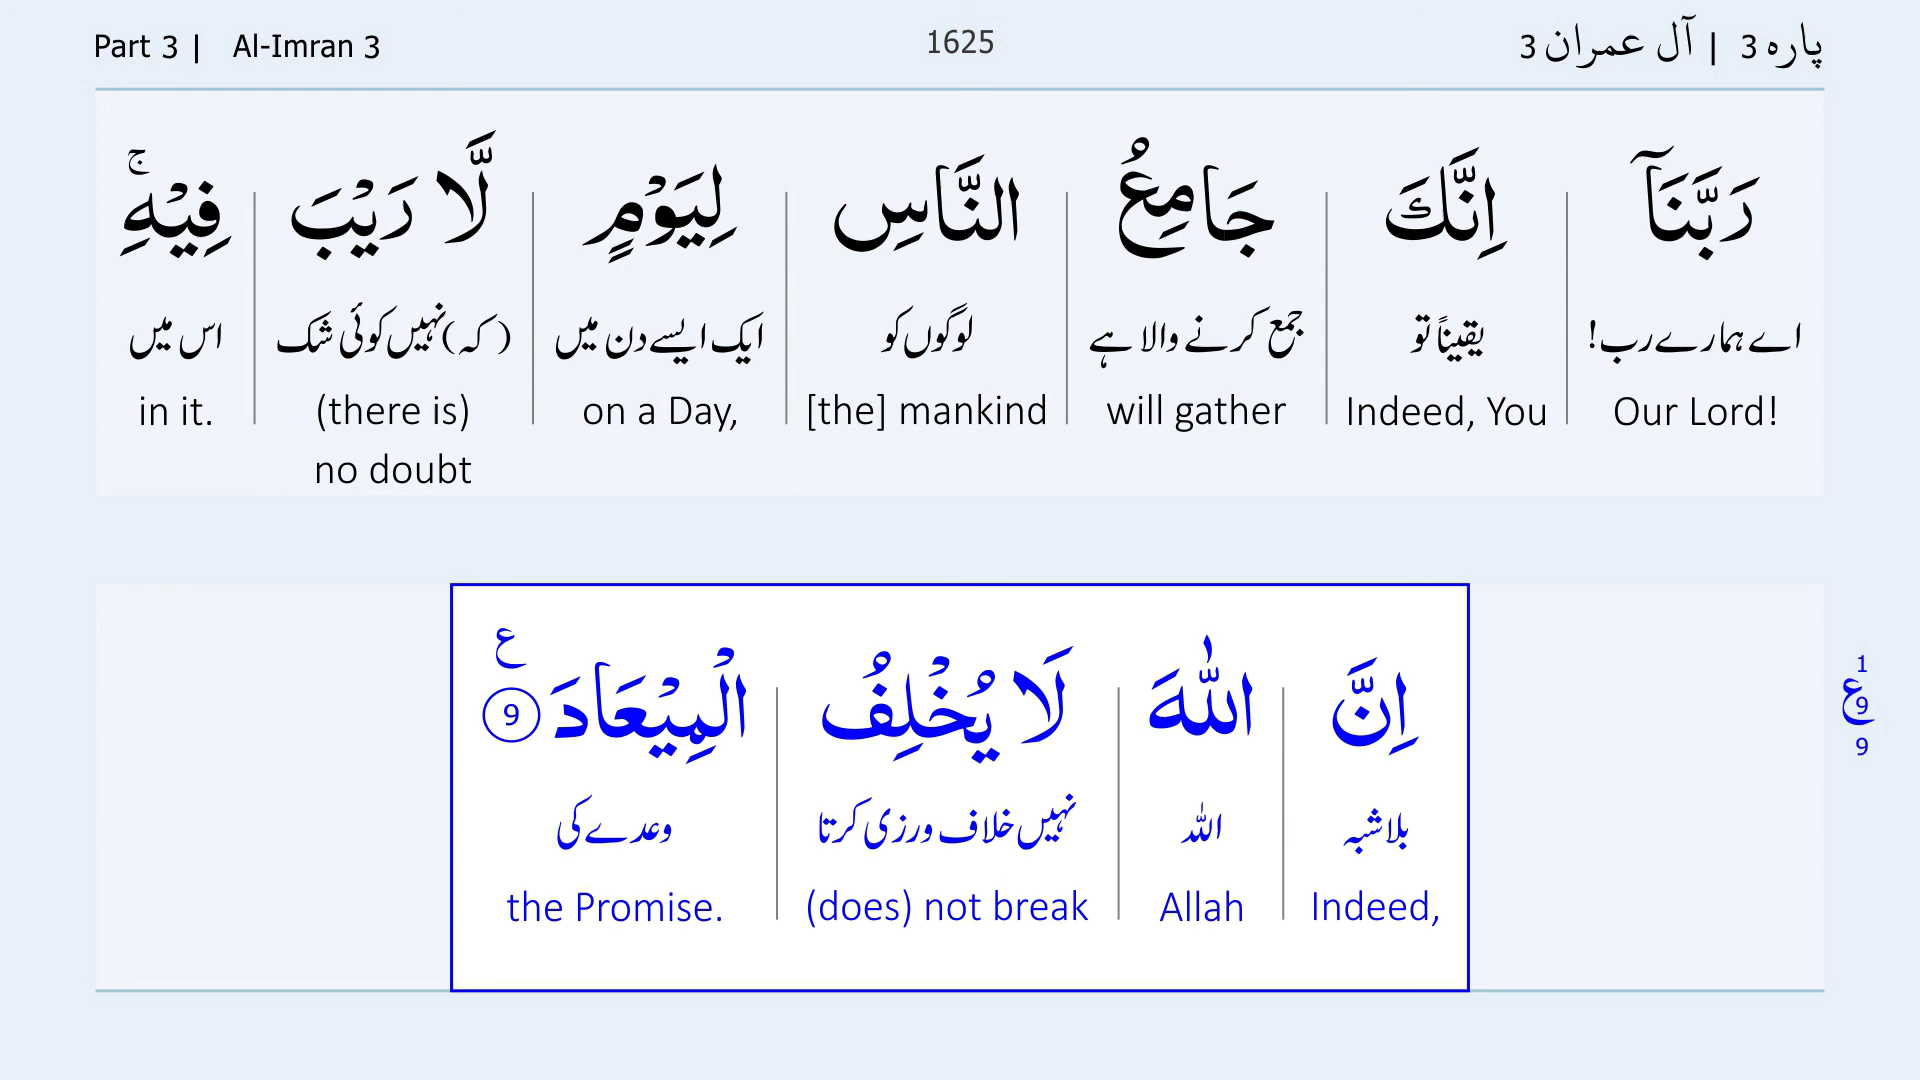 Part 3 | Al-Imran 3
1625
پارہ 3 | آل عمران 3
رَبَّنَآ اِنَّكَ جَامِعُ النَّاسِ لِيَوْمٍ لَّا رَيْبَ فِيْهِ ۚ
اے ہمارے رب! یقیناً تو جمع کرنے والا ہے لوگوں کو ایک ایسے دن میں (کہ) نہیں کوئی شک اس میں
Our Lord! Indeed, You will gather [the] mankind on a Day, (there is) no doubt in it.
اِنَّ اللّٰهَ لَا يُخْلِفُ الْمِيْعَادَ ع 9
بلاشبہ اللہ نہیں خلاف ورزی کرتا وعدے کی
Indeed, Allah (does) not break the Promise.
1
ع 9
9